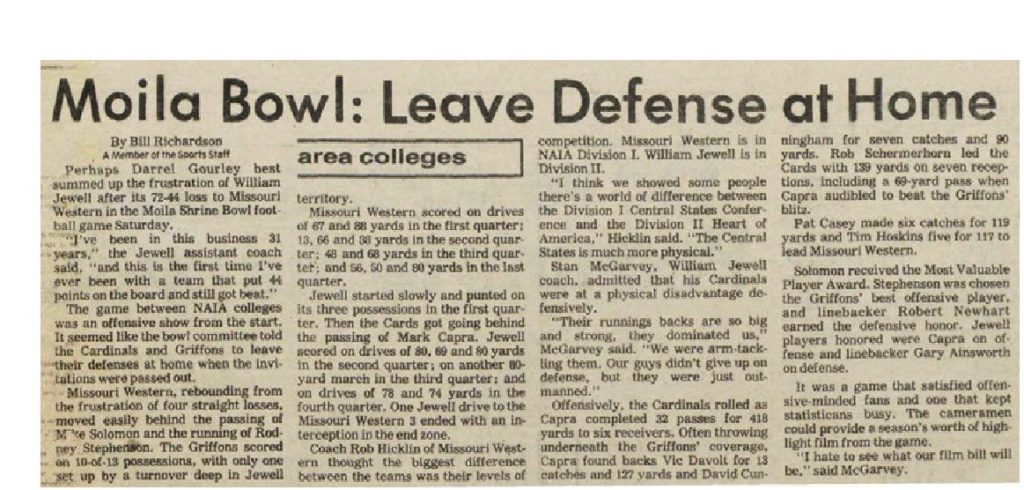 Moila Bowl: Leave Defense at Home
By Bill Richardson
A Member of the Sports Staff
Perhaps Darrel Gourley best
summed up the frustration of William
Jewell after its 72-44 loss to Missouri
Western in the Moila Shrine Bowl foot-
ball game Saturday.
"I've been in this business 31
years," the Jewell assistant coach
said, "and this is the first time I've
ever been with a team that put 44
points on the board and still got beat."
The game between NAIA colleges
was an offensive show from the start.
It seemed like the bowl committee told
the Cardinals and Griffons to leave
their defenses at home when the invi-
tations were passed out.
Missouri Western, rebounding from
the frustration of four straight losses,
moved easily behind the passing of
Mike Solomon and the running of Rod-
ney Stephenson. The Griffons scored
on 10-of-13 possessions, with only one
set up by a turnover deep in Jewell
area colleges
territory.
Missouri Western scored on drives
of 67 and 88 yards in the first quarter;
13, 66 and 38 yards in the second quar-
ter; 48 and 68 yards in the third quar-
ter; and 56, 50 and 80 yards in the last
quarter.
Jewell started slowly and punted on
its three possessions in the first quar-
ter. Then the Cards got going behind
the passing of Mark Capra. Jewell
scored on drives of 80, 69 and 80 yards
in the second quarter; on another 80-
yard march in the third quarter; and
on drives of 78 and 74 yards in the
fourth quarter. One Jewell drive to the
Missouri Western 3 ended with an in-
terception in the end zone.
Coach Rob Hicklin of Missouri West-
ern thought the biggest difference
between the teams was their levels of
competition. Missouri Western is in
NAIA Division I. William Jewell is in
Division II.
"I think we showed some people
there's a world of difference between
the Division I Central States Confer-
ence and the Division II Heart of
America," Hicklin said. "The Central
States is much more physical."
Stan McGarvey, William Jewell
coach, admitted that his Cardinals
were at a physical disadvantage de-
fensively.
"Their runnings backs are so big
and strong, they dominated us,"
McGarvey said. "We were arm-tack-
ling them. Our guys didn't give up on
defense, but they were just out-
manned."
Offensively, the Cardinals rolled as
Capra completed 32 passes for 418
yards to six receivers. Often throwing
underneath the Griffons' coverage,
Capra found backs Vic Davolt for 13
catches and 127 yards and David Cun-
ningham for seven catches and 90
yards. Rob Schermerhorn led the
Cards with 139 yards on seven recep-
tions, including a 69-yard pass when
Capra audibled to beat the Griffons'
blitz.
Pat Casey made six catches for 119
yards and Tim Hoskins five for 117 to
lead Missouri Western.
Solomon received the Most Valuable
Player Award. Stephenson was chosen
the Griffons' best offensive player,
and linebacker Robert Newhart
earned the defensive honor. Jewell
players honored were Capra on of-
fense and linebacker Gary Ainsworth
on defense.
It was a game that satisfied offen-
sive-minded fans and one that kept
statisticans busy. The cameramen
could provide a season's worth of high-
light film from the game.
"I hate to see what our film bill will
be," said McGarvey.